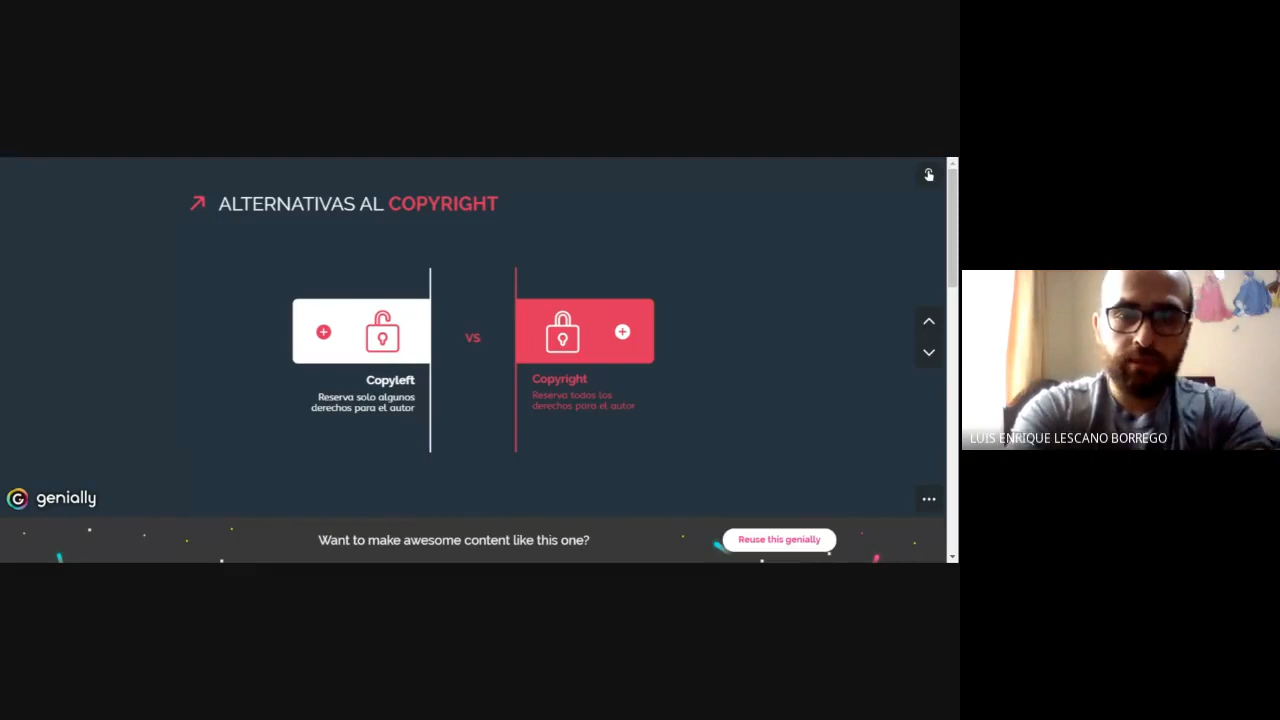 ALTERNATIVAS AL COPYRIGHT
vs
Copyleft
Reserva solo algunos
derechos para el autor
Copyright
Reserva todos los
derechos para el autor
genially
Want to make awesome content like this one?
Reuse this genially
LUIS ENRIQUE LESCANO BORREGO